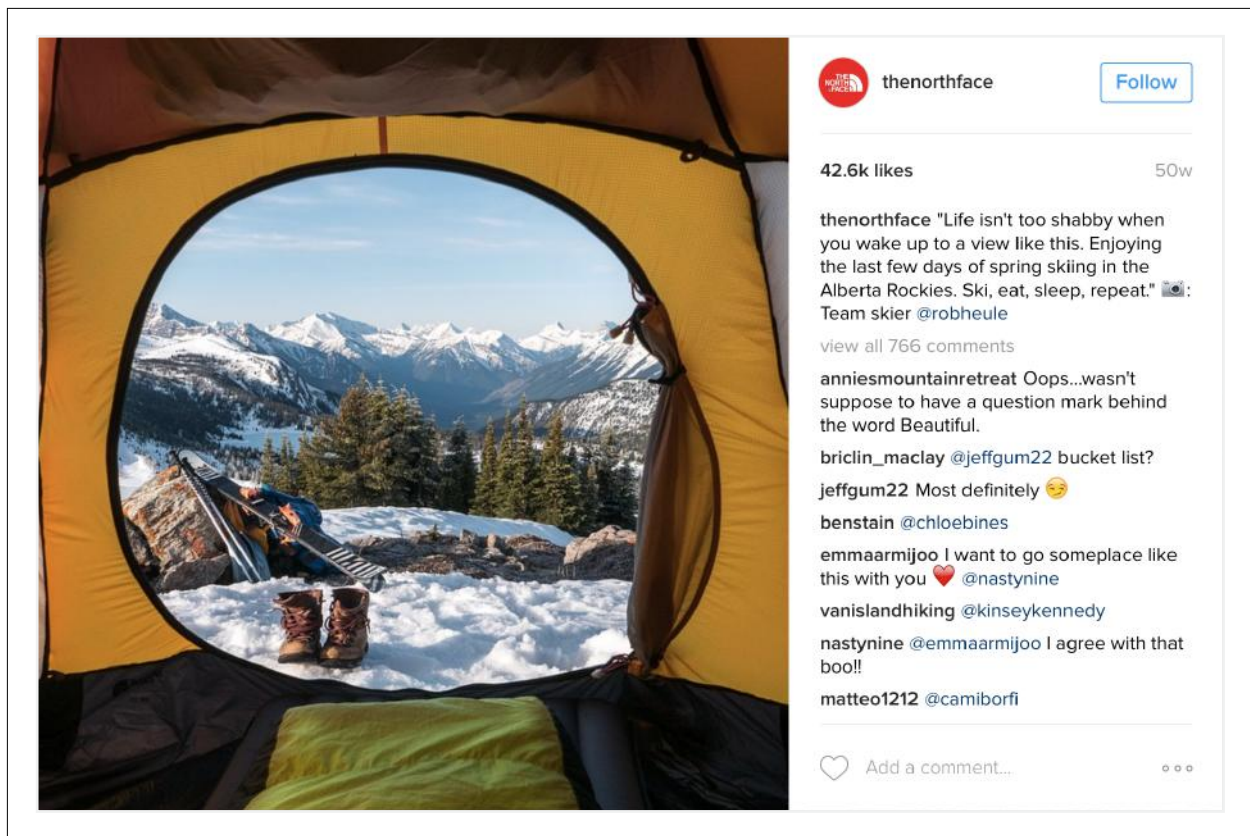 THE
NORTH
FACE
thenorthface
Follow
42.6k likes
50w
thenorthface "Life isn't too shabby when
you wake up to a view like this. Enjoying
the last few days of spring skiing in the
Alberta Rockies. Ski, eat, sleep, repeat." 📷:
Team skier @robheule
view all 766 comments
anniesmountainretreat Oops...wasn't
suppose to have a question mark behind
the word Beautiful.
briclin_maclay @jeffgum22 bucket list?
jeffgum22 Most definitely 😏
benstain @chloebines
emmaarmijoo I want to go someplace like
this with you ❤️ @nastynine
vanislandhiking @kinseykennedy
nastynine @emmaarmijoo I agree with that
boo!!
matteo1212 @camiborfi
Add a comment...